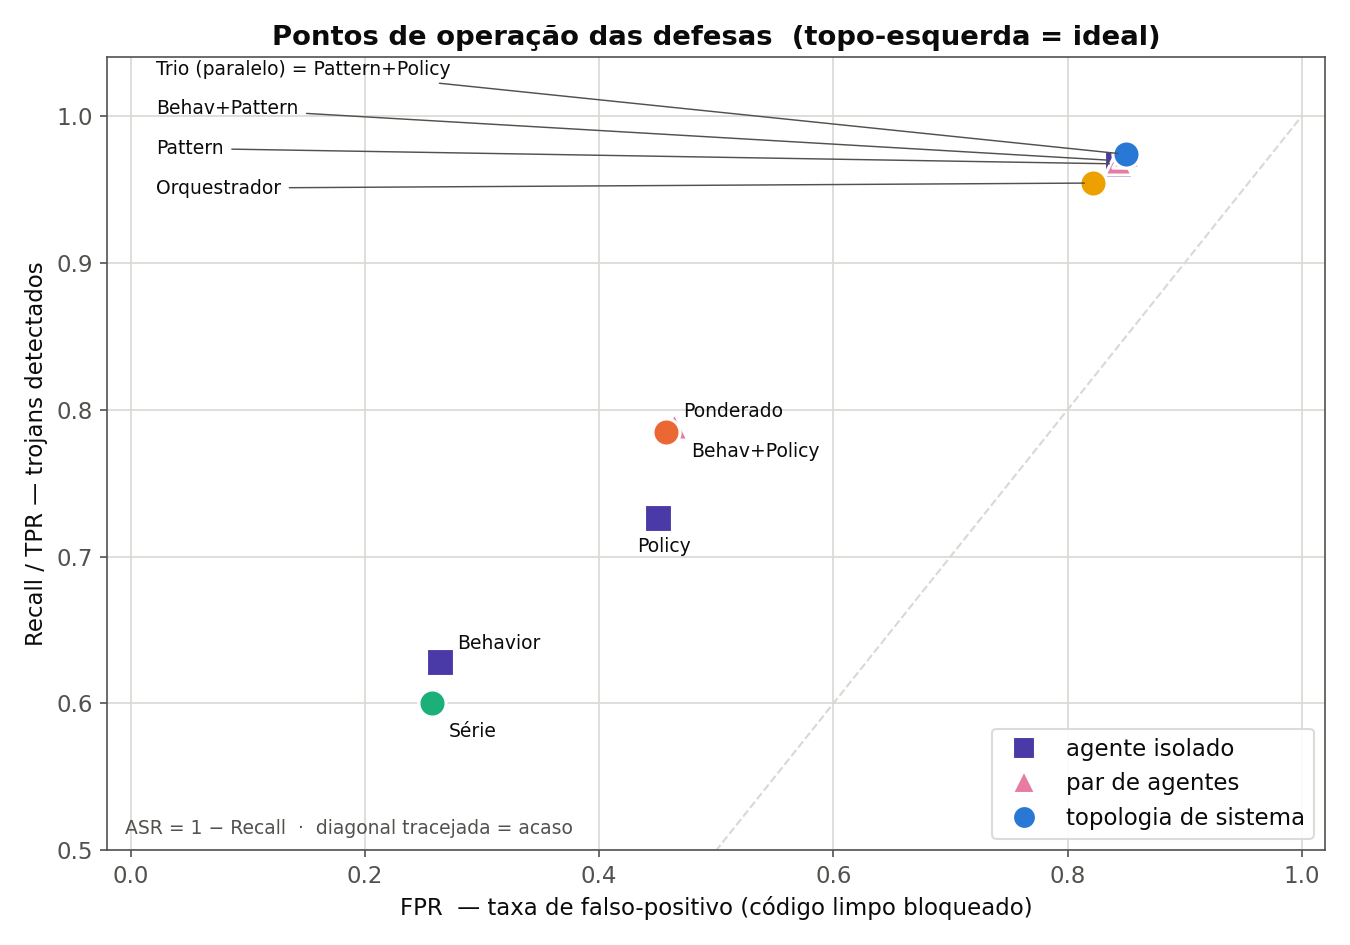 Pontos de operação das defesas (topo-esquerda = ideal)
Trio (paralelo) = Pattern+Policy
Behav+Pattern
Pattern
Orquestrador
Ponderado
Behav+Policy
Policy
Behavior
Série
ASR = 1 − Recall · diagonal tracejada = acaso
agente isolado
par de agentes
topologia de sistema
Recall / TPR — trojans detectados
1.0
0.9
0.8
0.7
0.6
0.5
0.0 0.2 0.4 0.6 0.8 1.0
FPR — taxa de falso-positivo (código limpo bloqueado)